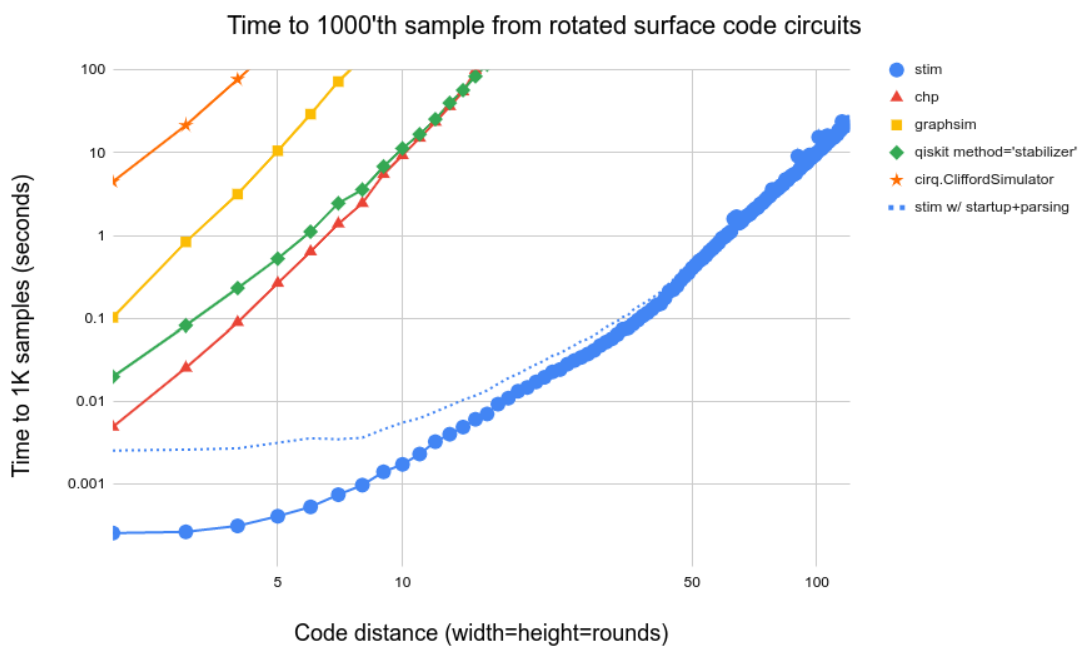 Time to 1000'th sample from rotated surface code circuits
Time to 1K samples (seconds)
100
10
1
0.1
0.01
0.001
5
10
50
100
Code distance (width=height=rounds)
stim
chp
graphsim
qiskit method='stabilizer'
cirq.CliffordSimulator
stim w/ startup+parsing